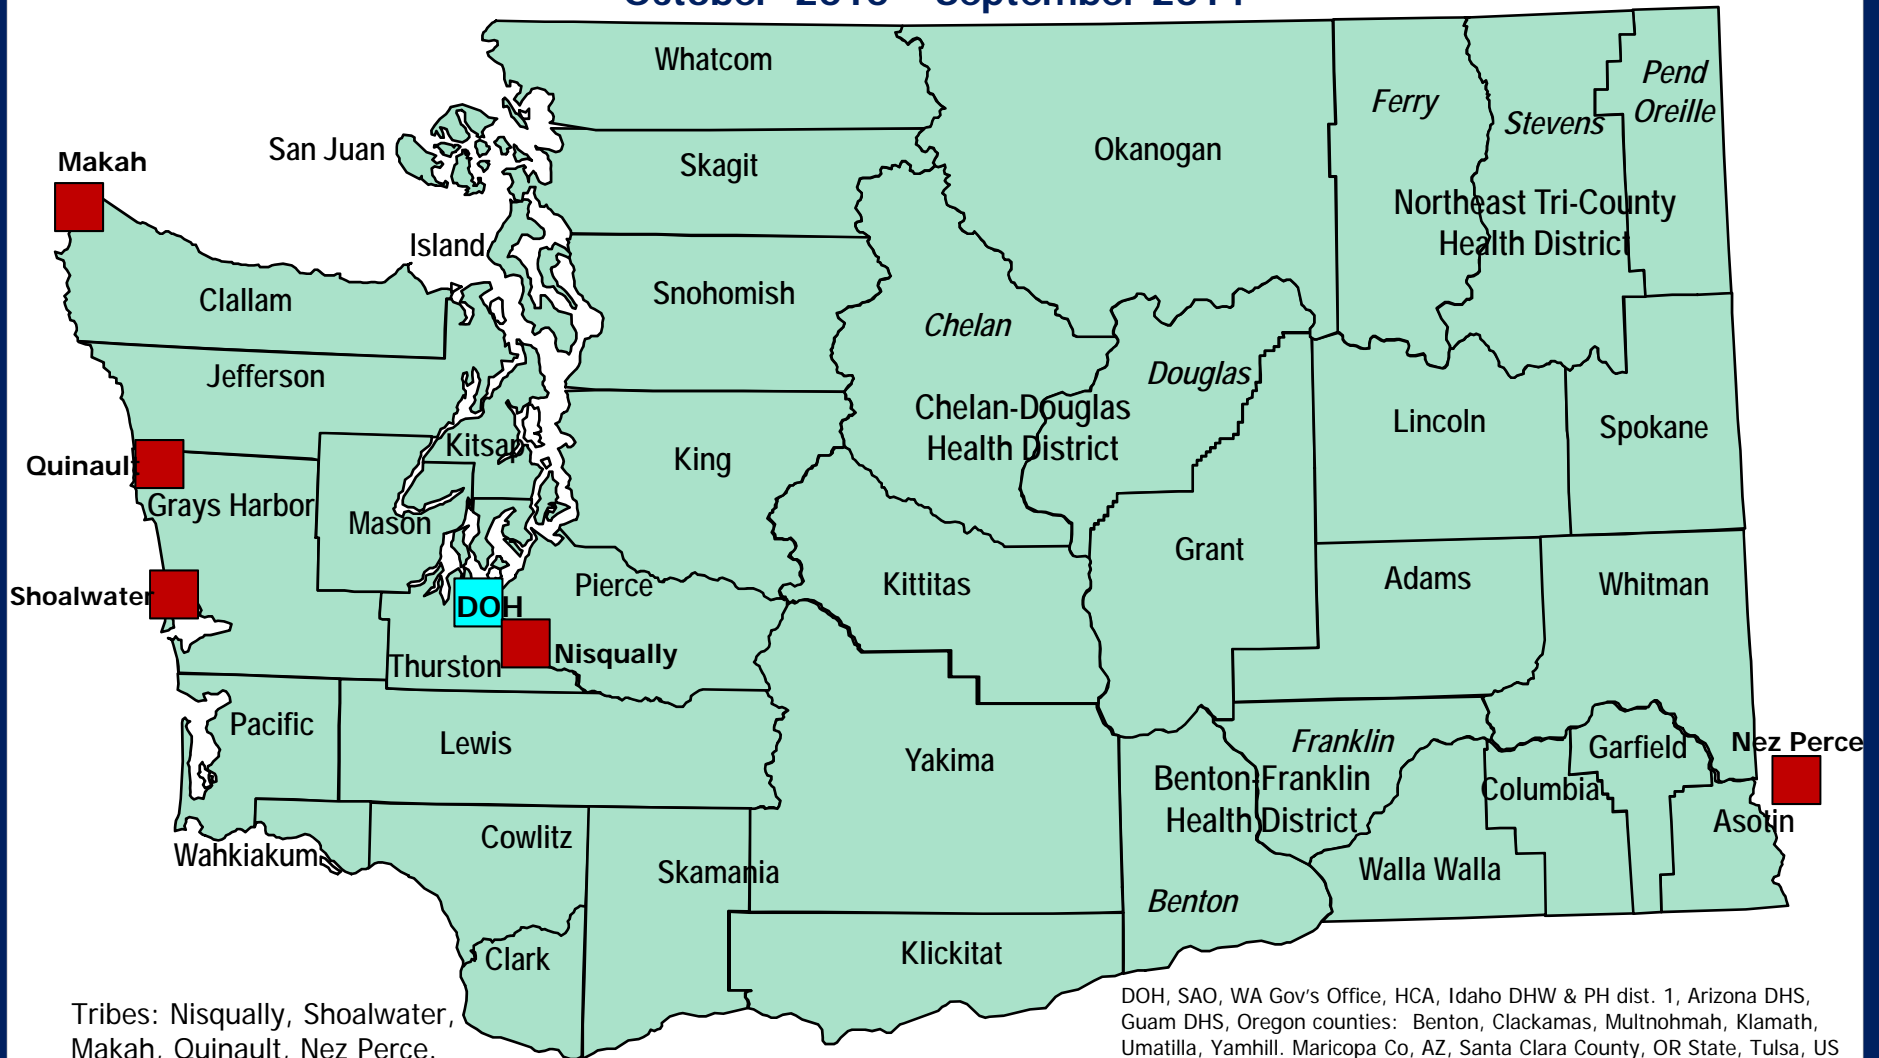 Whatcom
San Juan
Skagit
Okanogan
Ferry
Stevens
Pend
Oreille
Makah
Island
Northeast Tri-County
Health District
Clallam
Snohomish
Chelan
Jefferson
Douglas
Chelan-Douglas
Health District
Lincoln
Spokane
Kitsap
King
Quinault
Grays Harbor
Mason
Grant
Shoalwater
Pierce
Kittitas
Adams
Whitman
DOH
Nisqually
Thurston
Pacific
Lewis
Yakima
Franklin
Benton-Franklin
Health District
Garfield
Nez Perce
Columbia
Asotin
Wahkiakum
Cowlitz
Skamania
Walla Walla
Benton
Clark
Klickitat
Tribes: Nisqually, Shoalwater,
Makah, Quinault, Nez Perce.
DOH, SAO, WA Gov's Office, HCA, Idaho DHW & PH dist. 1, Arizona DHS,
Guam DHS, Oregon counties: Benton, Clackamas, Multnohmah, Klamath,
Umatilla, Yamhill. Maricopa Co, AZ, Santa Clara County, OR State, Tulsa, US